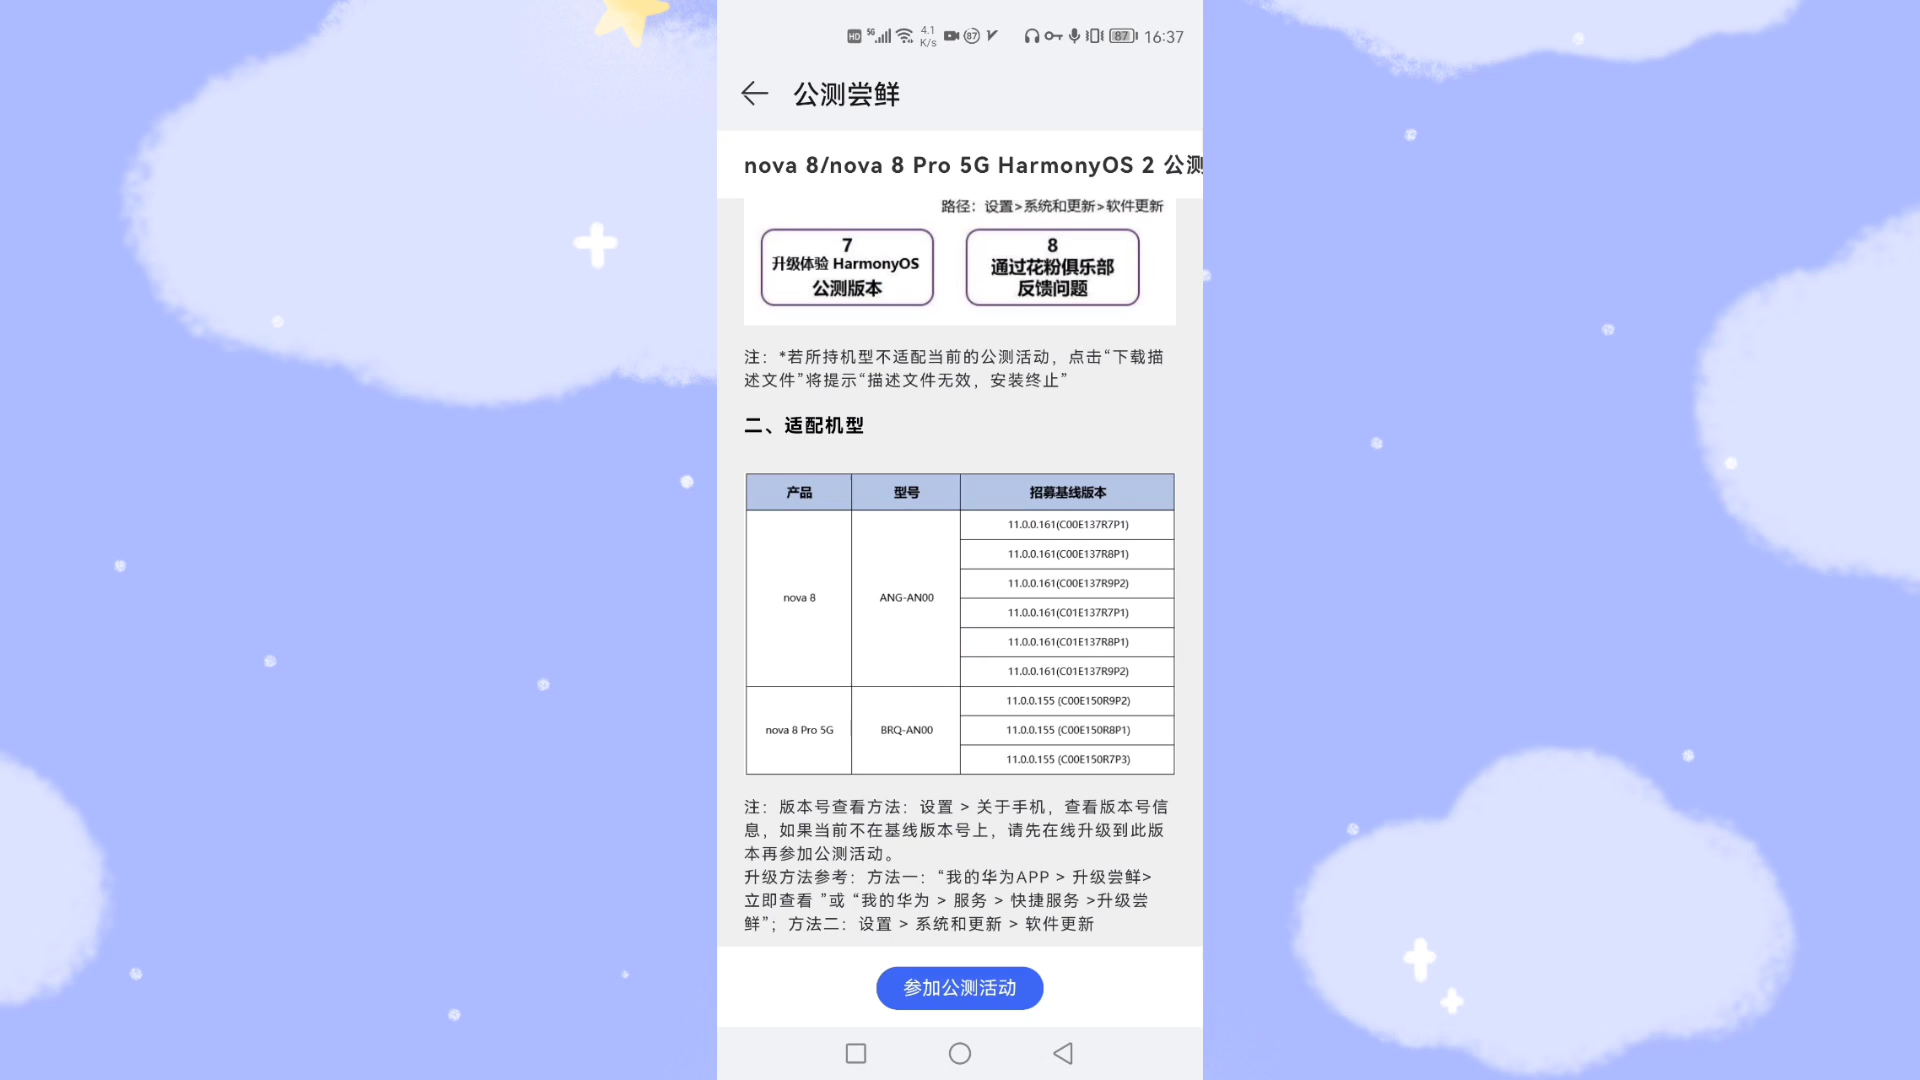 HD 5G 4.1 K/s 87 87 16:37
公测尝鲜
nova 8/nova 8 Pro 5G HarmonyOS 2 公测
路径：设置>系统和更新>软件更新
7
升级体验 HarmonyOS
公测版本
8
通过花粉俱乐部
反馈问题
注：*若所持机型不适配当前的公测活动，点击“下载描
述文件”将提示“描述文件无效，安装终止”
二、适配机型
产品 型号 招募基线版本
nova 8 ANG-AN00
11.0.0.161(C00E137R7P1)
11.0.0.161(C00E137R8P1)
11.0.0.161(C00E137R9P2)
11.0.0.161(C01E137R7P1)
11.0.0.161(C01E137R8P1)
11.0.0.161(C01E137R9P2)
nova 8 Pro 5G BRQ-AN00
11.0.0.155 (C00E150R9P2)
11.0.0.155 (C00E150R8P1)
11.0.0.155 (C00E150R7P3)
注：版本号查看方法：设置 > 关于手机，查看版本号信
息，如果当前不在基线版本号上，请先在线升级到此版
本再参加公测活动。
升级方法参考：方法一：“我的华为APP > 升级尝鲜>
立即查看 ”或 “我的华为 > 服务 > 快捷服务 >升级尝
鲜”；方法二：设置 > 系统和更新 > 软件更新
参加公测活动